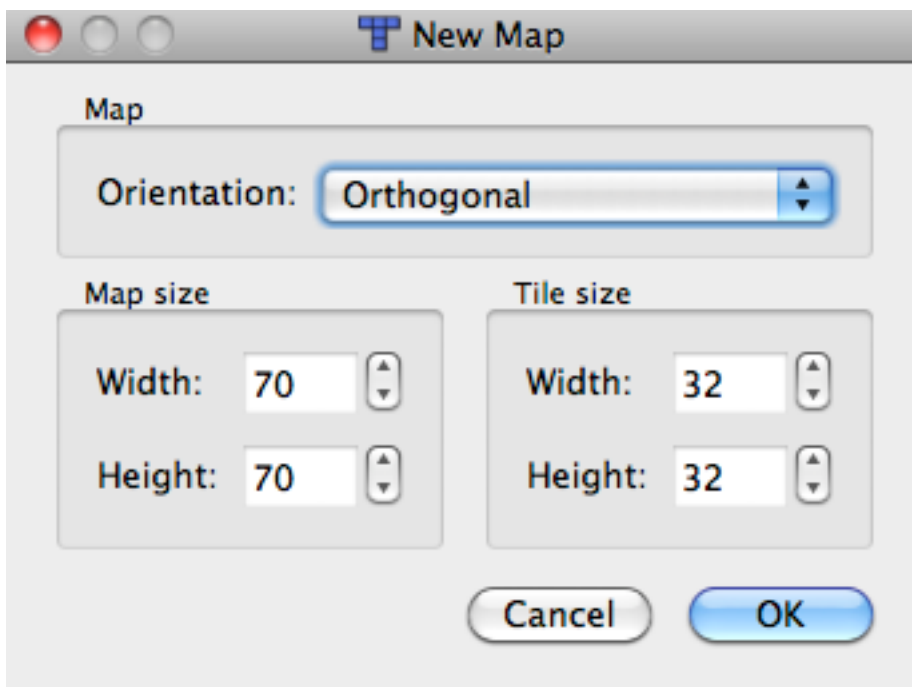 New Map
Map
Orientation: Orthogonal
Map size
Width: 70
Height: 70
Tile size
Width: 32
Height: 32
Cancel OK